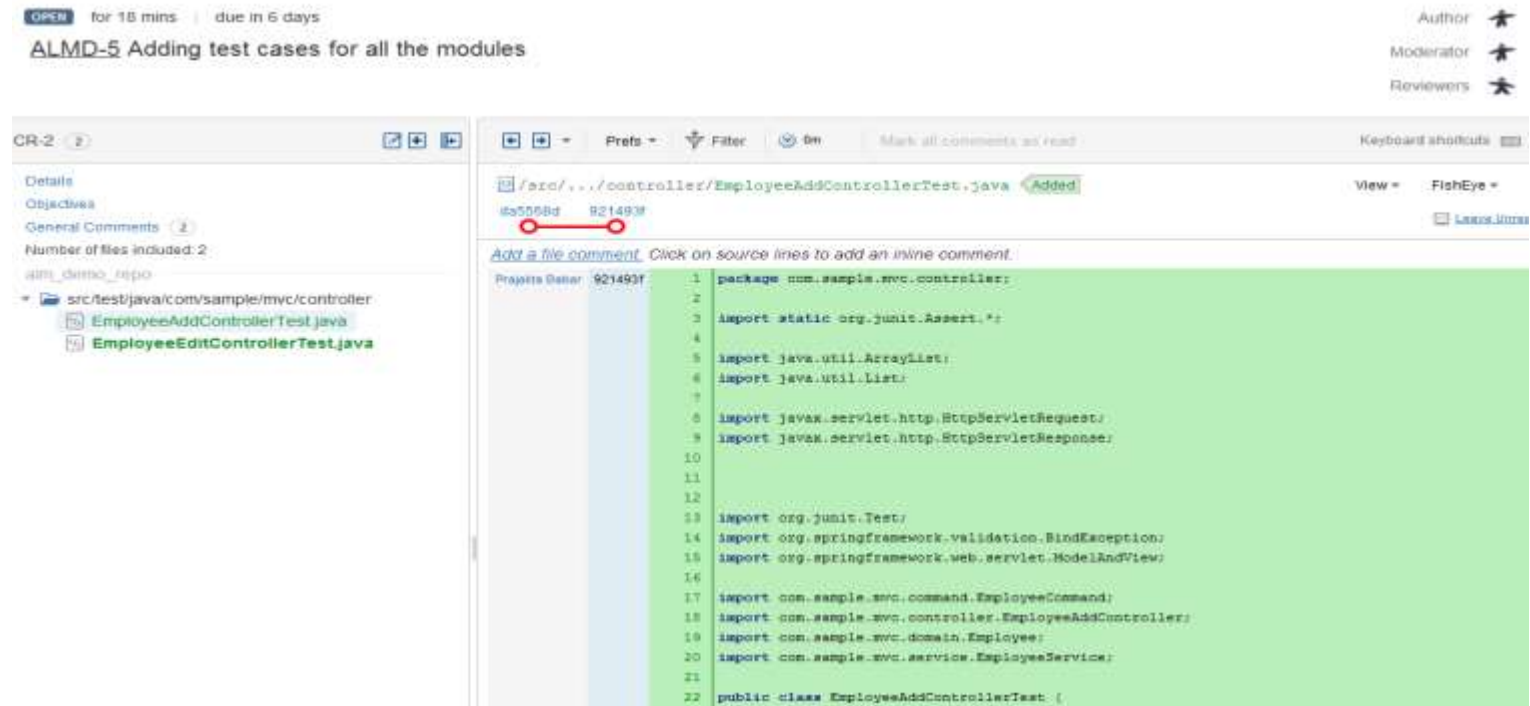 OPEN for 18 mins due in 6 days
Author
ALMD-5 Adding test cases for all the modules
Moderator
Reviewers
CR-2 2
Prefs Filter 0m Mark all comments as read Keyboard shortcuts
Details
Objectives
General Comments 2
Number of files included: 2
alm_demo_repo
src/test/java/com/sample/mvc/controller
EmployeeAddControllerTest.java
EmployeeEditControllerTest.java
/src/.../controller/EmployeeAddControllerTest.java Added View FishEye
921493f
Leave
Add a file comment. Click on source lines to add an inline comment.
921493f 1 package com.sample.mvc.controller;
2
3 import static org.junit.Assert.*;
4
5 import java.util.ArrayList;
6 import java.util.List;
7
8 import javax.servlet.http.HttpServletRequest;
9 import javax.servlet.http.HttpServletResponse;
10
11
12
13 import org.junit.Test;
14 import org.springframework.validation.BindException;
15 import org.springframework.web.servlet.ModelAndView;
16
17 import com.sample.mvc.command.EmployeeCommand;
18 import com.sample.mvc.controller.EmployeeAddController;
19 import com.sample.mvc.domain.Employee;
20 import com.sample.mvc.service.EmployeeService;
21
22 public class EmployeeAddControllerTest {